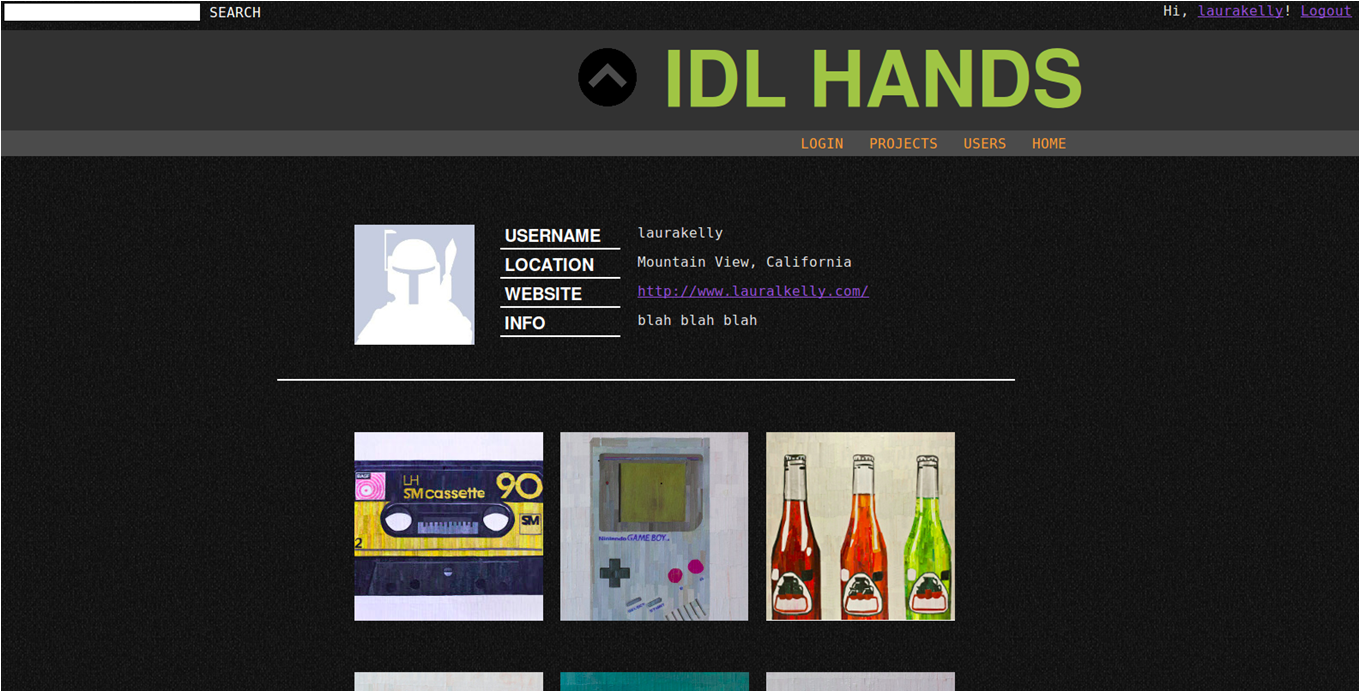 SEARCH
Hi, laurakelly! Logout
IDL HANDS
LOGIN PROJECTS USERS HOME
USERNAME laurakelly
LOCATION Mountain View, California
WEBSITE http://www.lauralkelly.com/
INFO blah blah blah
LH
SM cassette 90
SM
2
Nintendo GAME BOY